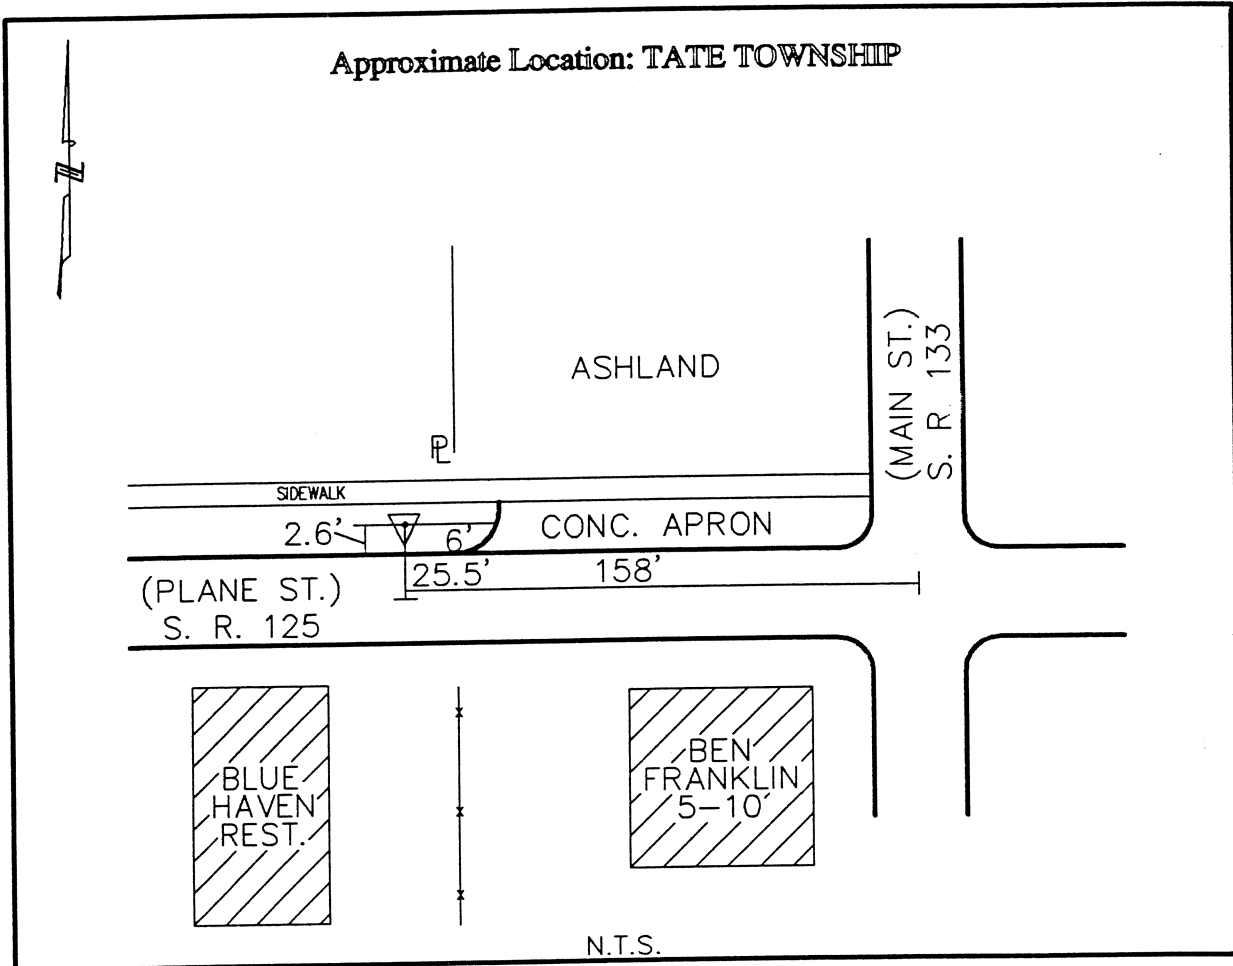 Approximate Location: TATE TOWNSHIP
N
ASHLAND
(MAIN ST.)
S. R. 133
PL
SIDEWALK
2.6'
6'
CONC. APRON
25.5'
158'
(PLANE ST.)
S. R. 125
BLUE
HAVEN
REST.
BEN
FRANKLIN
5-10
N.T.S.